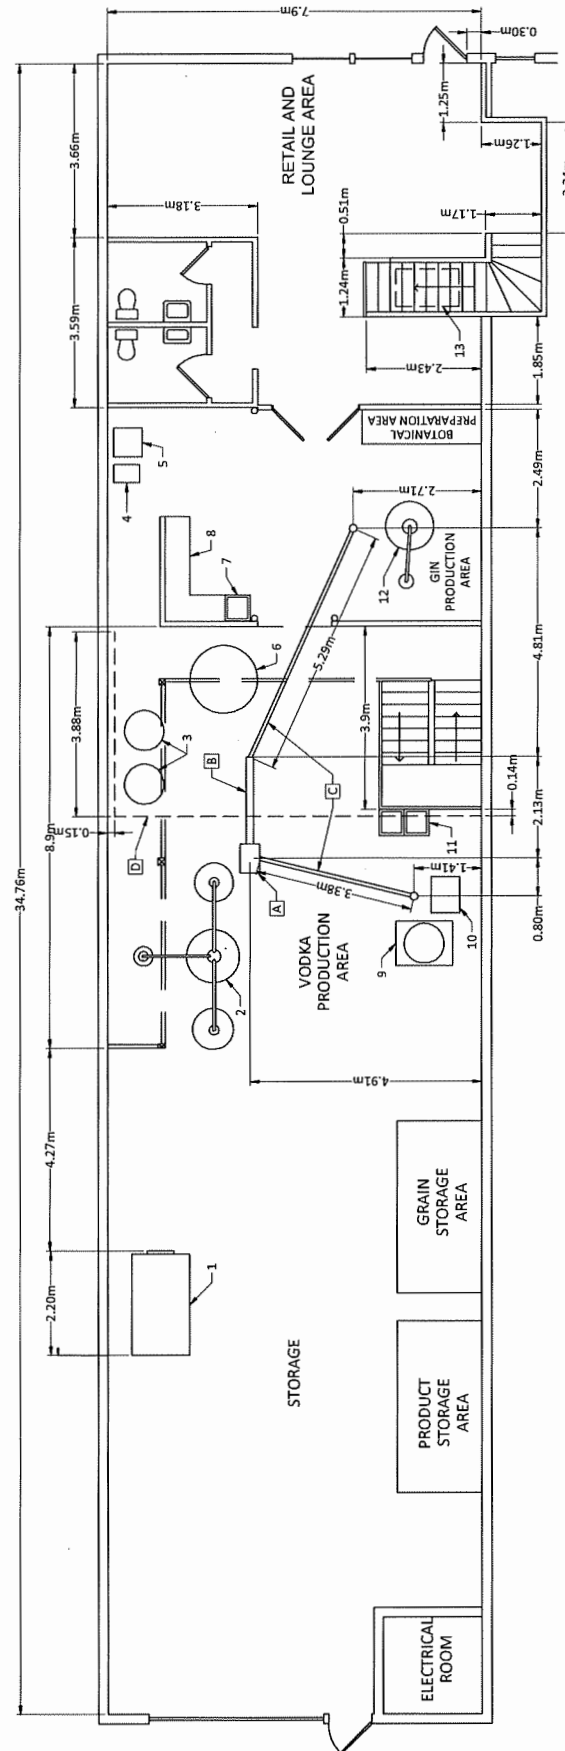 7.9m
0.30m
1.25m
1.26m
1.17m
RETAIL AND
LOUNGE AREA
3.66m
3.18m
0.51m
1.24m
3.59m
13
2.43m
1.85m
BOTANICAL
PREPARATION AREA
5
4
8
7
2.71m
2.49m
12
GIN
PRODUCTION
AREA
6
5.29m
4.81m
3.88m
3
B
C
3.9m
8.9m
0.15m
D
0.14m
11
2.13m
34.76m
A
3.38m
1.41m
10
0.80m
2
VODKA
PRODUCTION
AREA
9
4.91m
4.27m
GRAIN
STORAGE
AREA
2.20m
1
STORAGE
PRODUCT
STORAGE
AREA
ELECTRICAL
ROOM